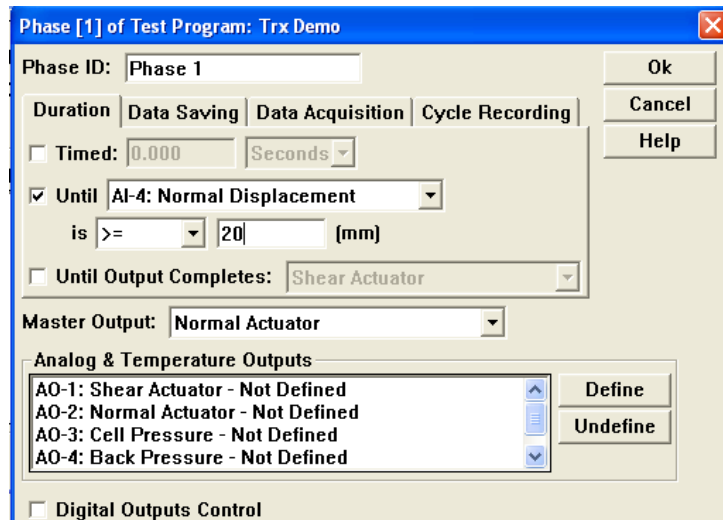 Phase [1] of Test Program: Trx Demo
Phase ID: Phase 1
Ok
Cancel
Help
Duration Data Saving Data Acquisition Cycle Recording
Timed: 0.000 Seconds
Until AI-4: Normal Displacement
is >= 20 (mm)
Until Output Completes: Shear Actuator
Master Output: Normal Actuator
Analog & Temperature Outputs
AO-1: Shear Actuator - Not Defined
AO-2: Normal Actuator - Not Defined
AO-3: Cell Pressure - Not Defined
AO-4: Back Pressure - Not Defined
Define
Undefine
Digital Outputs Control